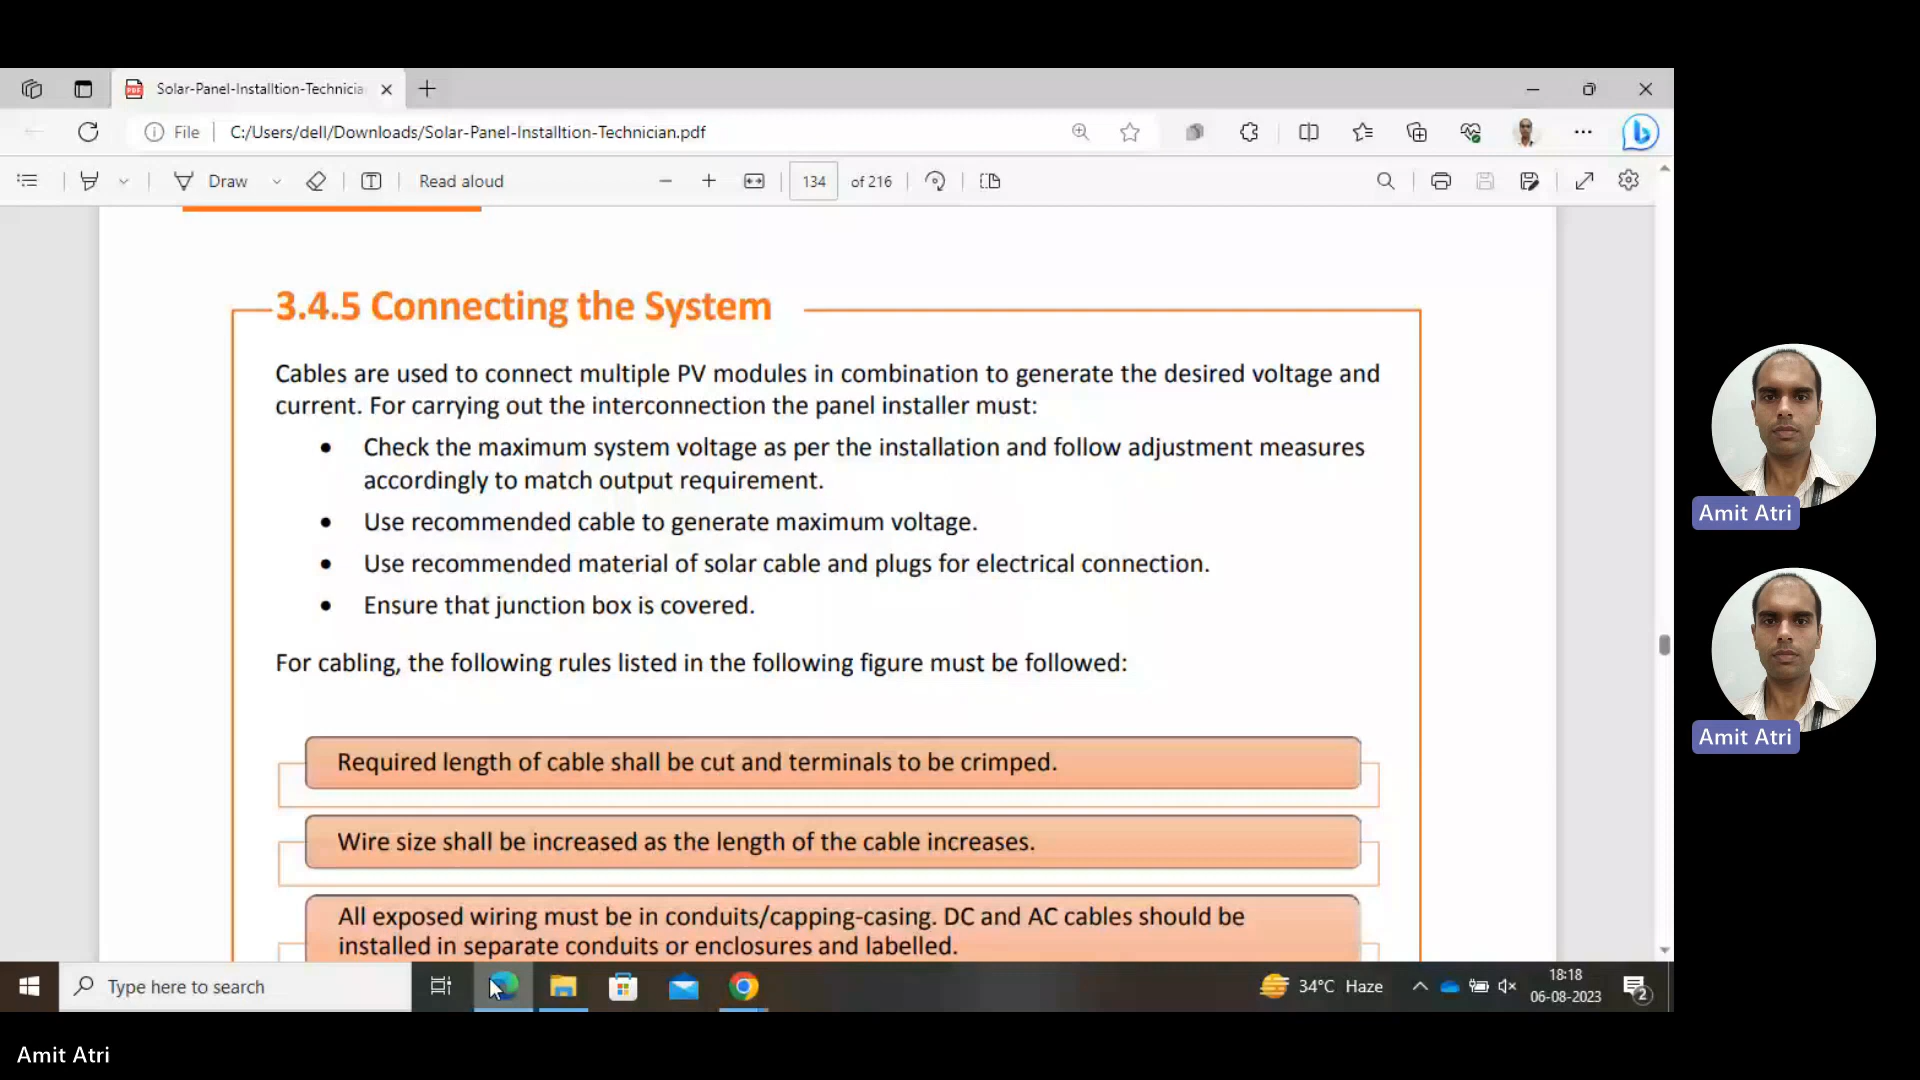 Solar-Panel-Installtion-Technicia
File
C:/Users/dell/Downloads/Solar-Panel-Installtion-Technician.pdf
Draw
Read aloud
134
of 216
3.4.5 Connecting the System
Cables are used to connect multiple PV modules in combination to generate the desired voltage and
current. For carrying out the interconnection the panel installer must:
• Check the maximum system voltage as per the installation and follow adjustment measures
accordingly to match output requirement.
• Use recommended cable to generate maximum voltage.
• Use recommended material of solar cable and plugs for electrical connection.
• Ensure that junction box is covered.
For cabling, the following rules listed in the following figure must be followed:
Required length of cable shall be cut and terminals to be crimped.
Wire size shall be increased as the length of the cable increases.
All exposed wiring must be in conduits/capping-casing. DC and AC cables should be
installed in separate conduits or enclosures and labelled.
Amit Atri
Amit Atri
Type here to search
34°C Haze
18:18
06-08-2023
2
Amit Atri